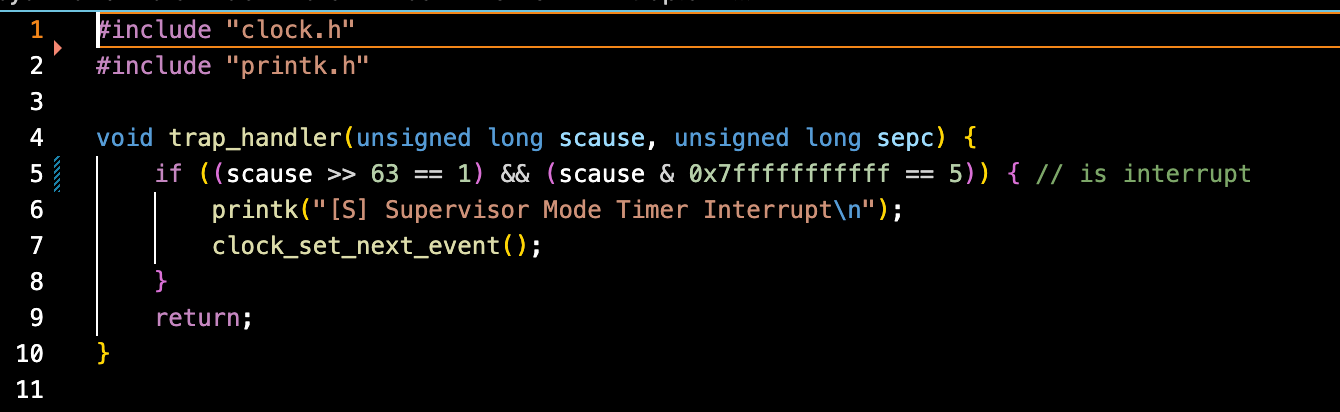 1 #include "clock.h"
2 #include "printk.h"
3
4 void trap_handler(unsigned long scause, unsigned long sepc) {
5     if ((scause >> 63 == 1) && (scause & 0x7fffffffffff == 5)) { // is interrupt
6         printk("[S] Supervisor Mode Timer Interrupt\n");
7         clock_set_next_event();
8     }
9     return;
10 }
11